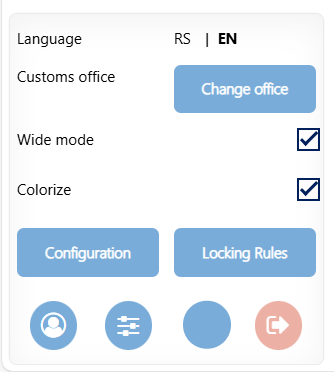 Language RS | EN
Customs office Change office
Wide mode
Colorize
Configuration Locking Rules